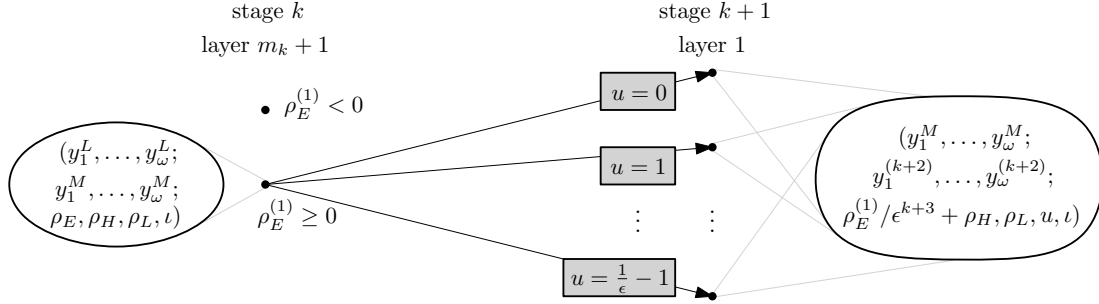 stage k
layer m_k + 1
stage k + 1
layer 1
ρ_E^{(1)} < 0
(y_1^L, …, y_ω^L;
y_1^M, …, y_ω^M;
ρ_E, ρ_H, ρ_L, ι)
ρ_E^{(1)} ≥ 0
u = 0
u = 1
⋮ ⋮
u = \frac{1}{ϵ} − 1
(y_1^M, …, y_ω^M;
y_1^{(k+2)}, …, y_ω^{(k+2)};
ρ_E^{(1)}/ϵ^{k+3} + ρ_H, ρ_L, u, ι)